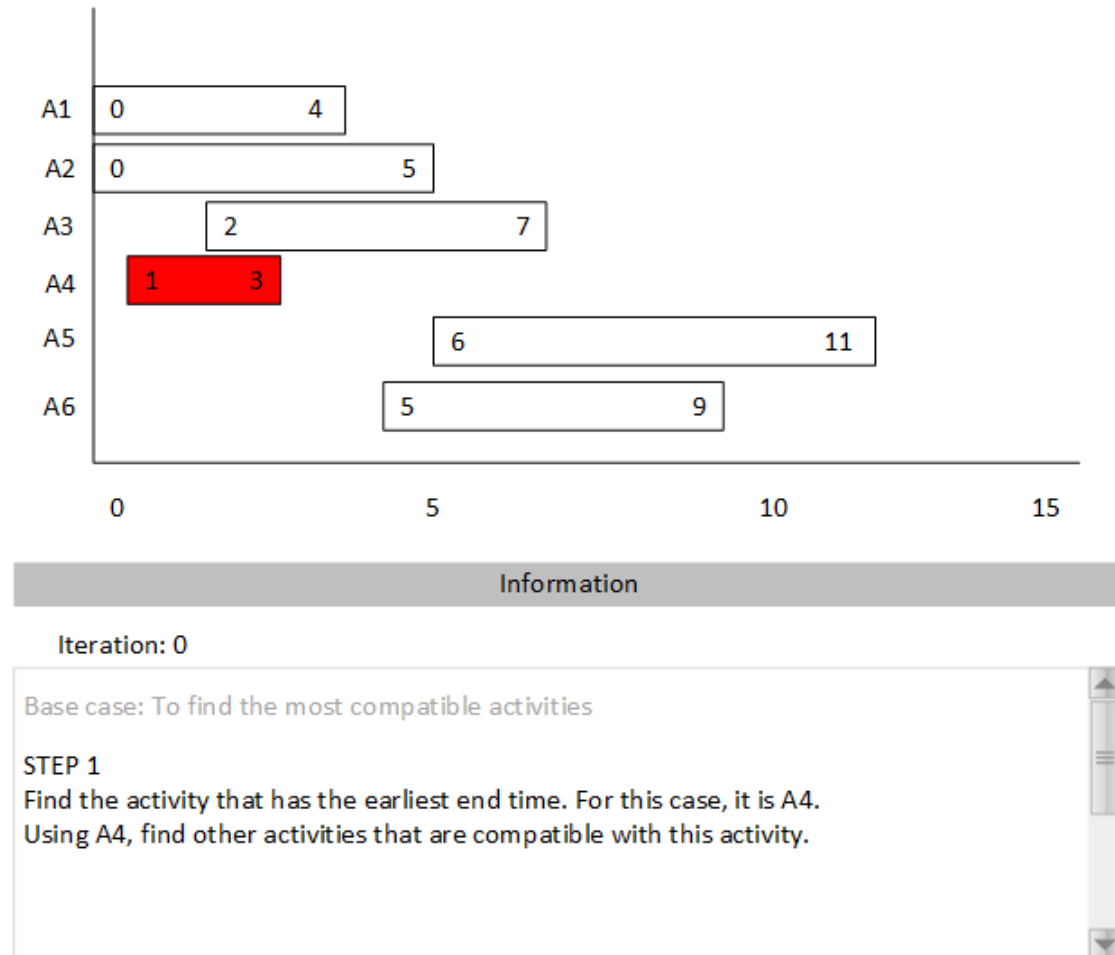 A1 0 4
A2 0 5
A3 2 7
A4 1 3
A5 6 11
A6 5 9
0 5 10 15
Information
Iteration: 0
Base case: To find the most compatible activities
STEP 1
Find the activity that has the earliest end time. For this case, it is A4.
Using A4, find other activities that are compatible with this activity.